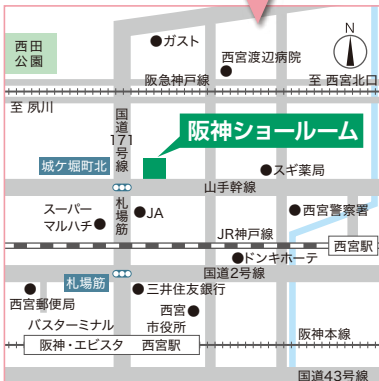 N
ガスト
西田
公園
西宮渡辺病院
阪急神戸線
至 西宮北口
至 夙川
国道171号線
阪神ショールーム
城ケ堀町北
スギ薬局
山手幹線
スーパー
マルハチ
札場筋
JA
西宮警察署
JR神戸線
西宮駅
ドンキホーテ
札場筋
国道2号線
西宮郵便局
三井住友銀行
西宮
市役所
バスターミナル
阪神本線
阪神・エビスタ 西宮駅
国道43号線